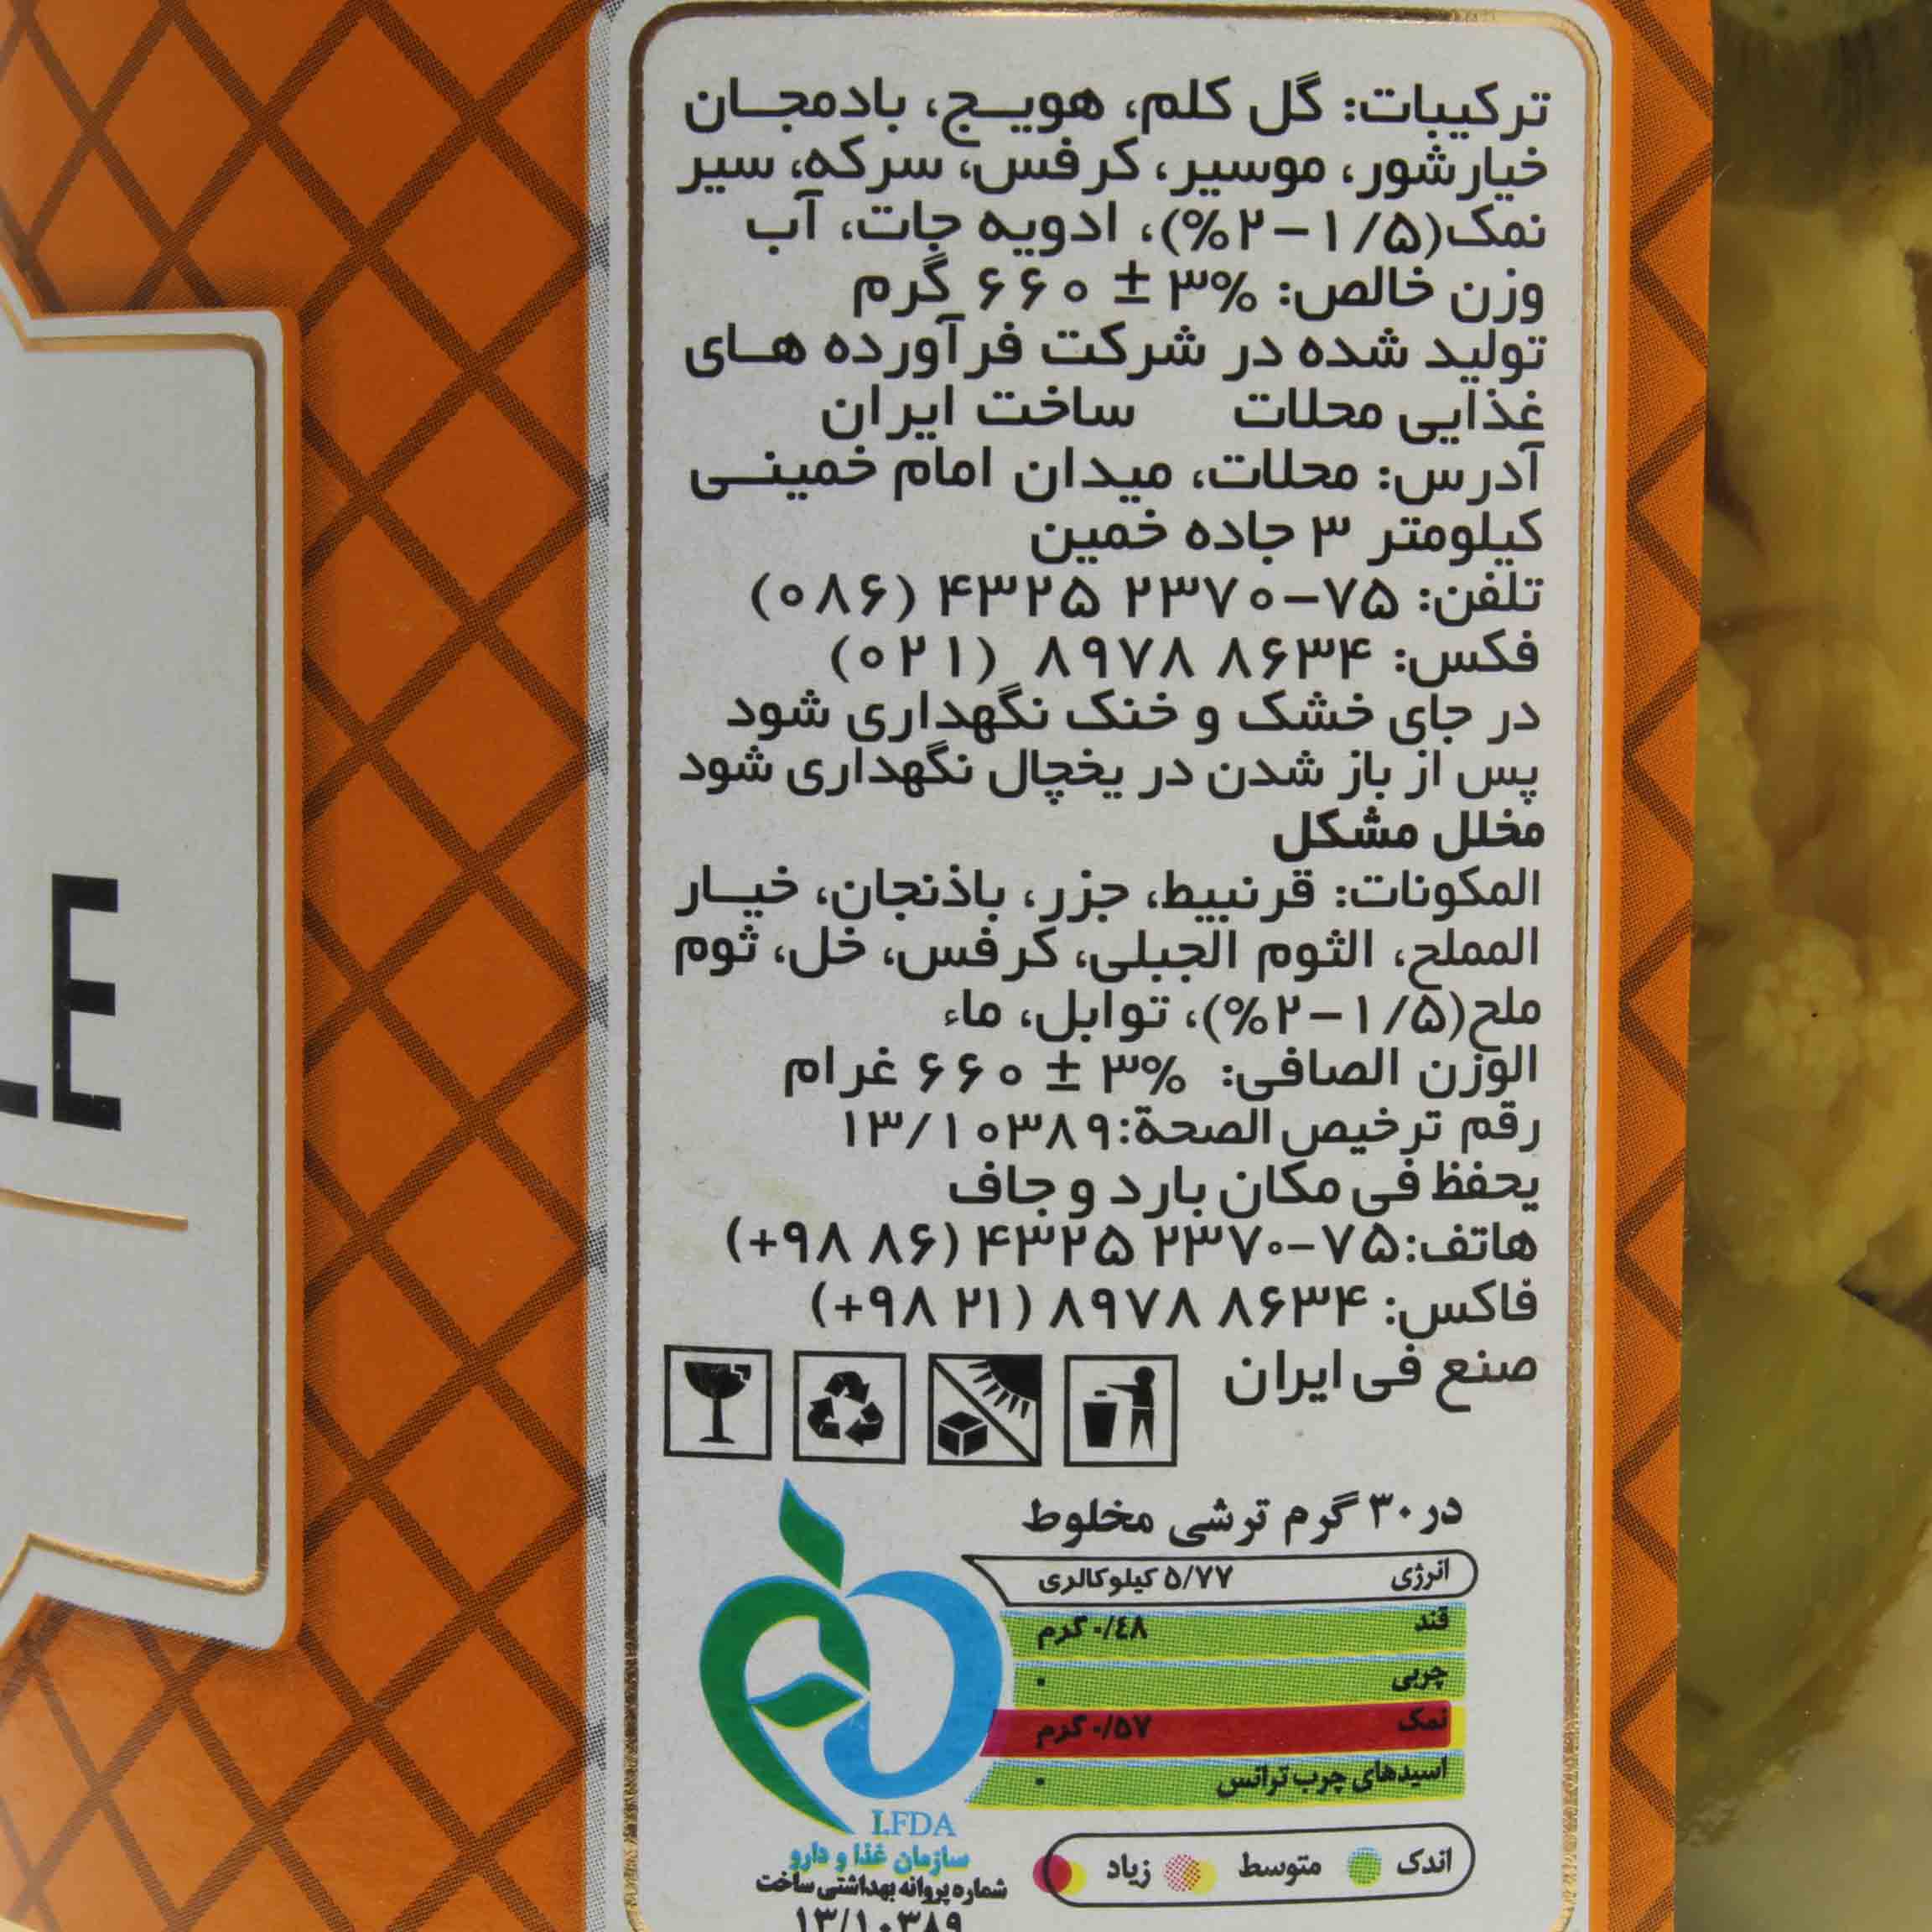 LE
ترکیبات: گل کلم، هویج، بادمجان
خیارشور، موسیر، کرفس، سرکه، سیر
نمک(۱/۵-۲%)، ادویه جات، آب
وزن خالص: ۳% ± ۶۶۰ گرم
تولید شده در شرکت فرآورده های
غذایی محلات ساخت ایران
آدرس: محلات، میدان امام خمینی
کیلومتر ۳ جاده خمین
تلفن: ۷۵-۲۳۷۰ ۴۳۲۵ (۰۸۶)
فکس: ۸۶۳۴ ۸۹۷۸ (۰۲۱)
در جای خشک و خنک نگهداری شود
پس از باز شدن در یخچال نگهداری شود
مخلل مشکل
المکونات: قرنبیط، جزر، باذنجان، خیار
المملح، الثوم الجبلی، کرفس، خل، ثوم
ملح(۱/۵-۲%)، توابل، ماء
الوزن الصافی: ۳% ± ۶۶۰ غرام
رقم ترخیص الصحة:۱۳/۱۰۳۸۹
یحفظ فی مکان بارد و جاف
هاتف:۷۵-۲۳۷۰ ۴۳۲۵ (۸۶ ۹۸+)
فاکس: ۸۶۳۴ ۸۹۷۸ (۲۱ ۹۸+)
صنع فی ایران
در ۳۰ گرم ترشی مخلوط
انرژی ۵/۷۷ کیلوکالری
قند ۰/٤۸ گرم
چربی ۰
نمک ۰/۵۷ گرم
اسیدهای چرب ترانس ۰
اندک متوسط زیاد
I.FDA
سازمان غذا و دارو
شماره پروانه بهداشتی ساخت
۱۳/۱۰۳۸۹